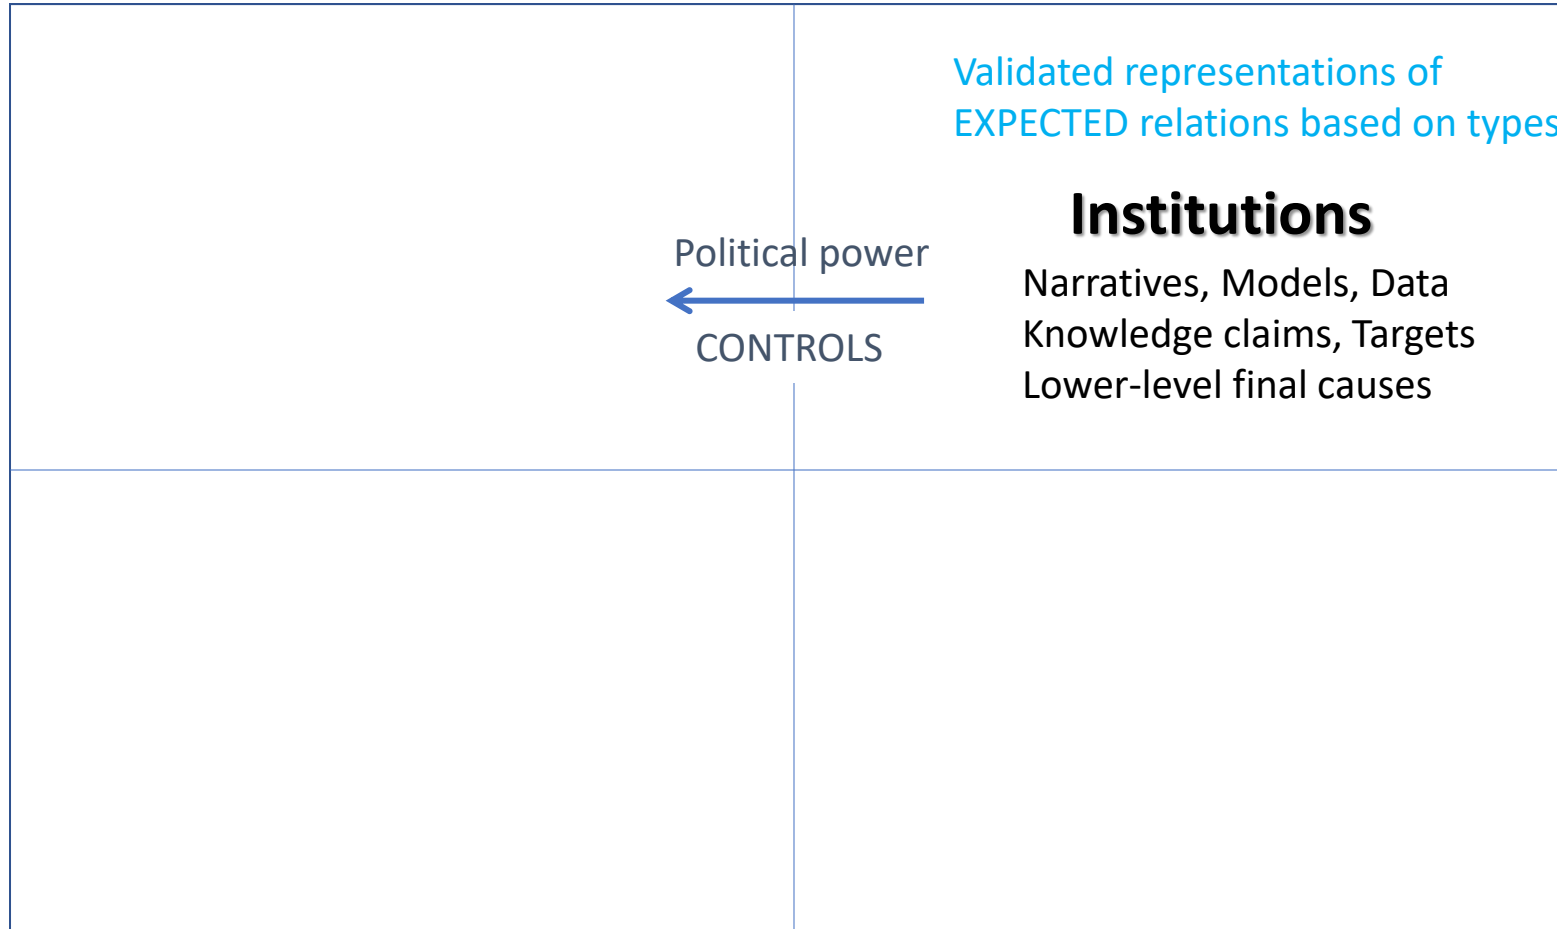 Validated representations of
EXPECTED relations based on types
Institutions
Political power
CONTROLS
Narratives, Models, Data
Knowledge claims, Targets
Lower-level final causes